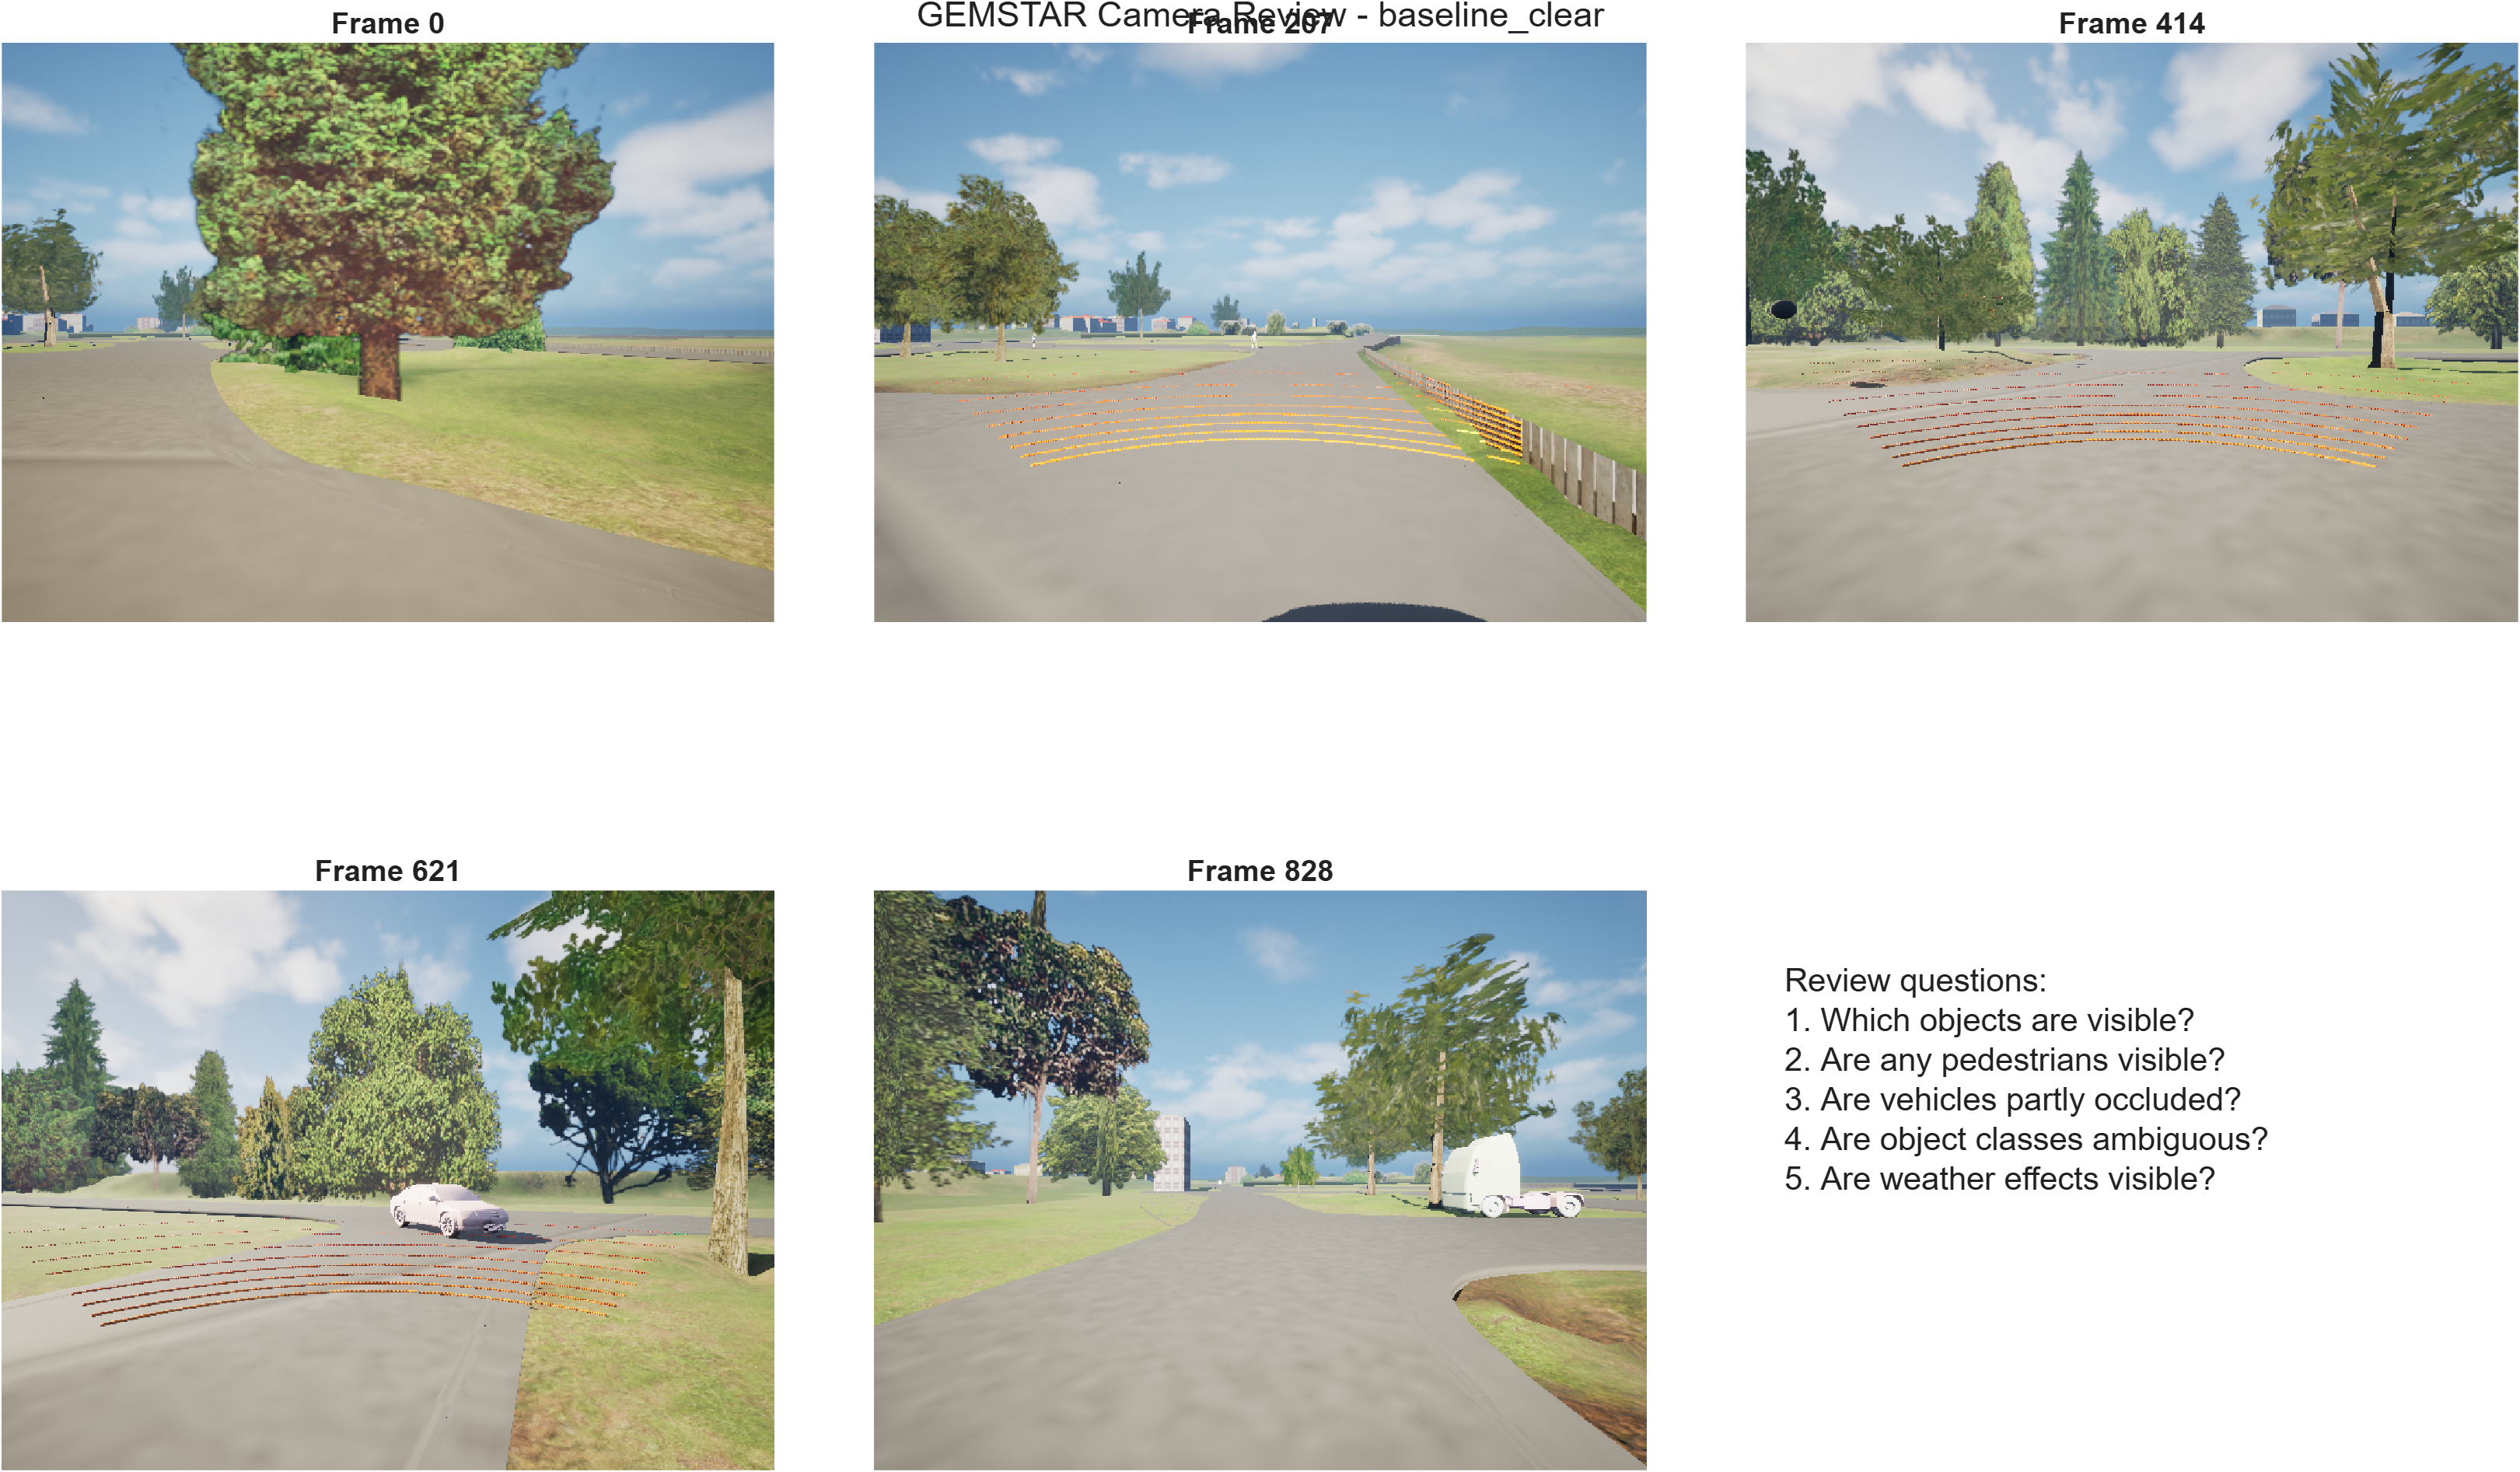 GEMSTAR Camera Review - baseline_clear
Frame 0
Frame 207
Frame 414
Frame 621
Frame 828
Review questions:
1. Which objects are visible?
2. Are any pedestrians visible?
3. Are vehicles partly occluded?
4. Are object classes ambiguous?
5. Are weather effects visible?